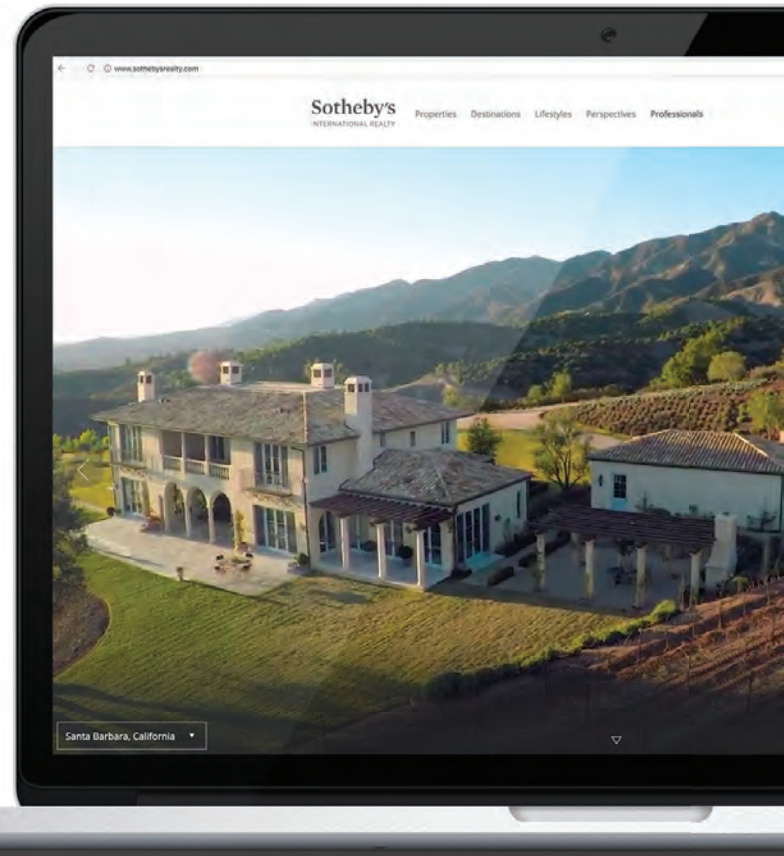 www.sothebysrealty.com
Sotheby's
INTERNATIONAL REALTY
Properties Destinations Lifestyles Perspectives Professionals
Santa Barbara, California